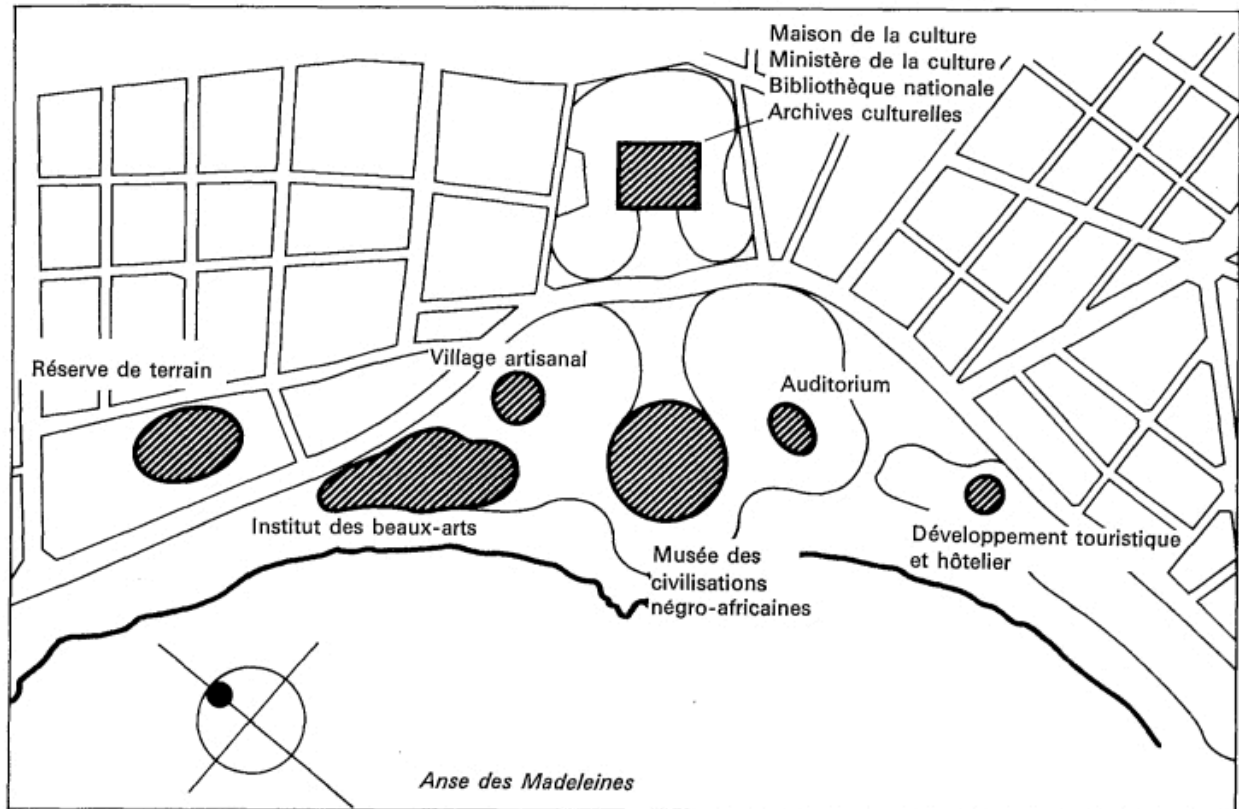 Maison de la culture
Ministère de la culture
Bibliothèque nationale
Archives culturelles
Réserve de terrain
Village artisanal
Auditorium
Institut des beaux-arts
Musée des
civilisations
négro-africaines
Développement touristique
et hôtelier
Anse des Madeleines